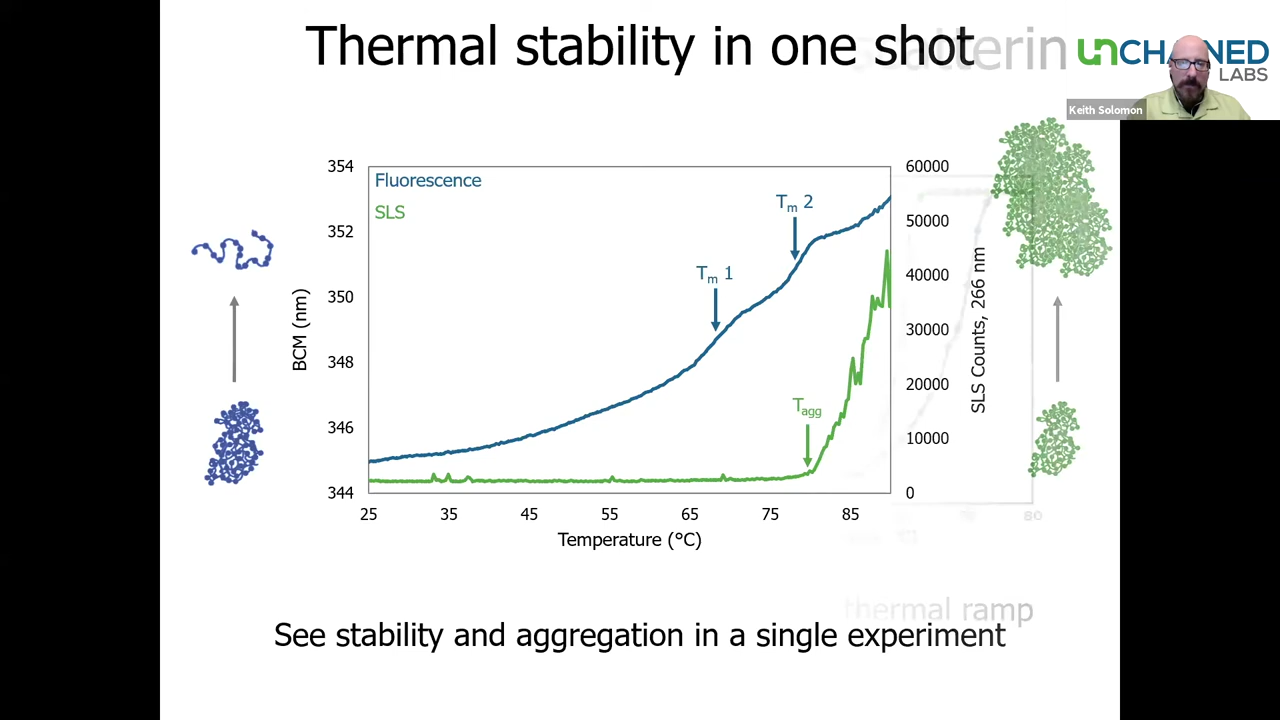 Thermal stability in one shot
UNCHAINED
LABS
Keith Solomon
354
352
350
348
346
344
BCM (nm)
Fluorescence
SLS
Tm 1
Tm 2
Tagg
60000
50000
40000
30000
20000
10000
0
SLS Counts, 266 nm
25
35
45
55
65
75
85
80
Temperature (°C)
thermal ramp
See stability and aggregation in a single experiment